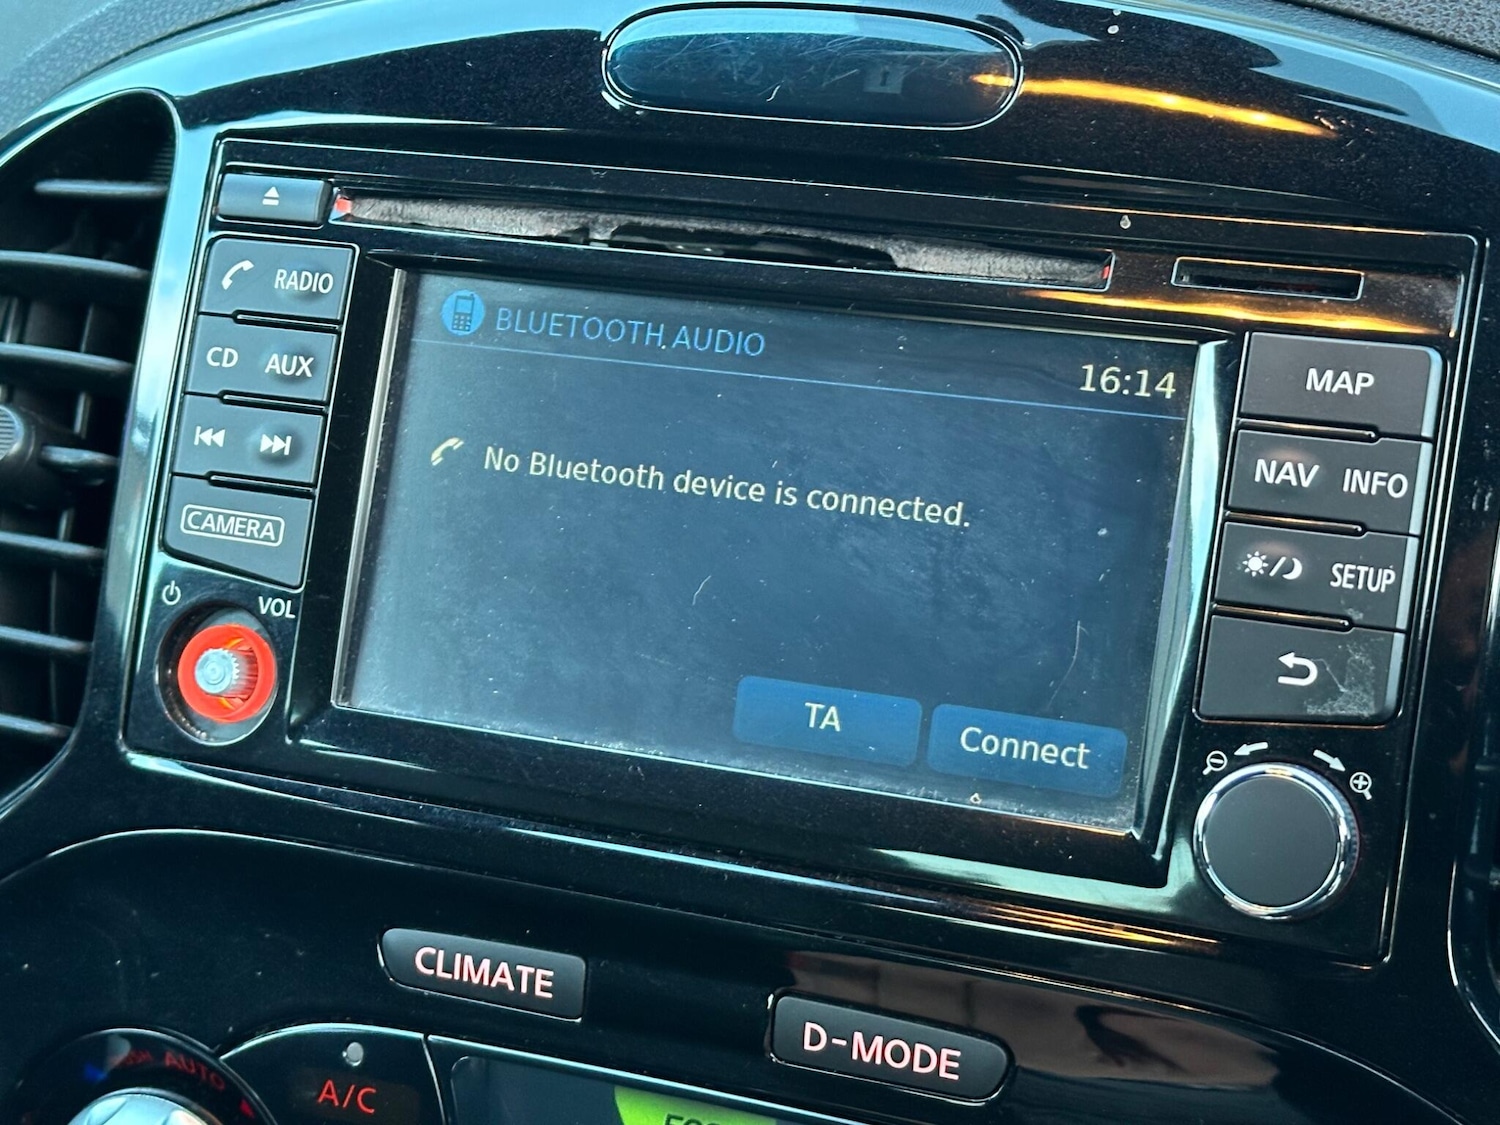 RADIO
CD AUX
CAMERA
VOL
BLUETOOTH AUDIO
16:14
No Bluetooth device is connected.
TA
Connect
MAP
NAV INFO
SETUP
CLIMATE
D-MODE
AUTO
A/C